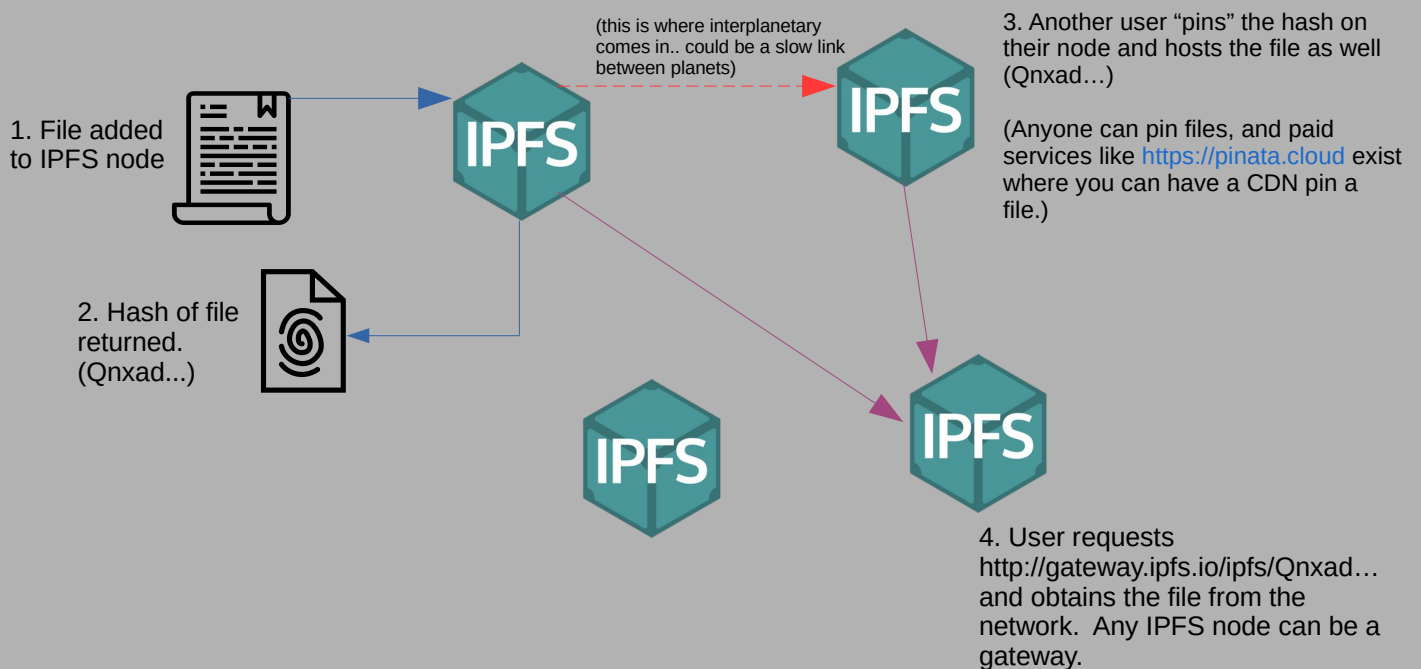 1. File added
to IPFS node
IPFS
(this is where interplanetary
comes in.. could be a slow link
between planets)
IPFS
3. Another user “pins” the hash on
their node and hosts the file as well
(Qnxad…)
(Anyone can pin files, and paid
services like https://pinata.cloud exist
where you can have a CDN pin a
file.)
2. Hash of file
returned.
(Qnxad...)
IPFS
IPFS
4. User requests
http://gateway.ipfs.io/ipfs/Qnxad…
and obtains the file from the
network.  Any IPFS node can be a
gateway.